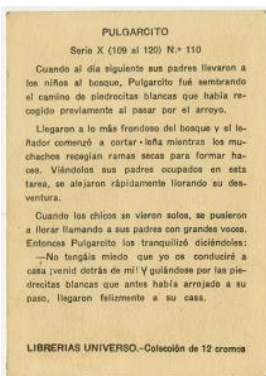 PULGARCITO
Serie X (109 al 120) N.º 110
Cuando al día siguiente sus padres llevaron a
los niños al bosque, Pulgarcito fué sembrando
el camino de piedrecitas blancas que había re-
cogido previamente al pasar por el arroyo.
Llegaron a lo más frondoso del bosque y el le-
ñador comenzó a cortar leña mientras los mu-
chachos recogían ramas secas para formar ha-
ces. Viéndolos sus padres ocupados en esta
tarea, se alejaron rápidamente llorando su des-
ventura.
Cuando los chicos se vieron solos, se pusieron
a llorar llamando a sus padres con grandes voces.
Entonces Pulgarcito los tranquilizó diciéndoles:
—No tengáis miedo que yo os conduciré a
casa ¡venid detrás de mí! Y guiándose por las pie-
drecitas blancas que antes había arrojado a su
paso, llegaron felizmente a su casa.
LIBRERIAS UNIVERSO.-Colección de 12 cromos